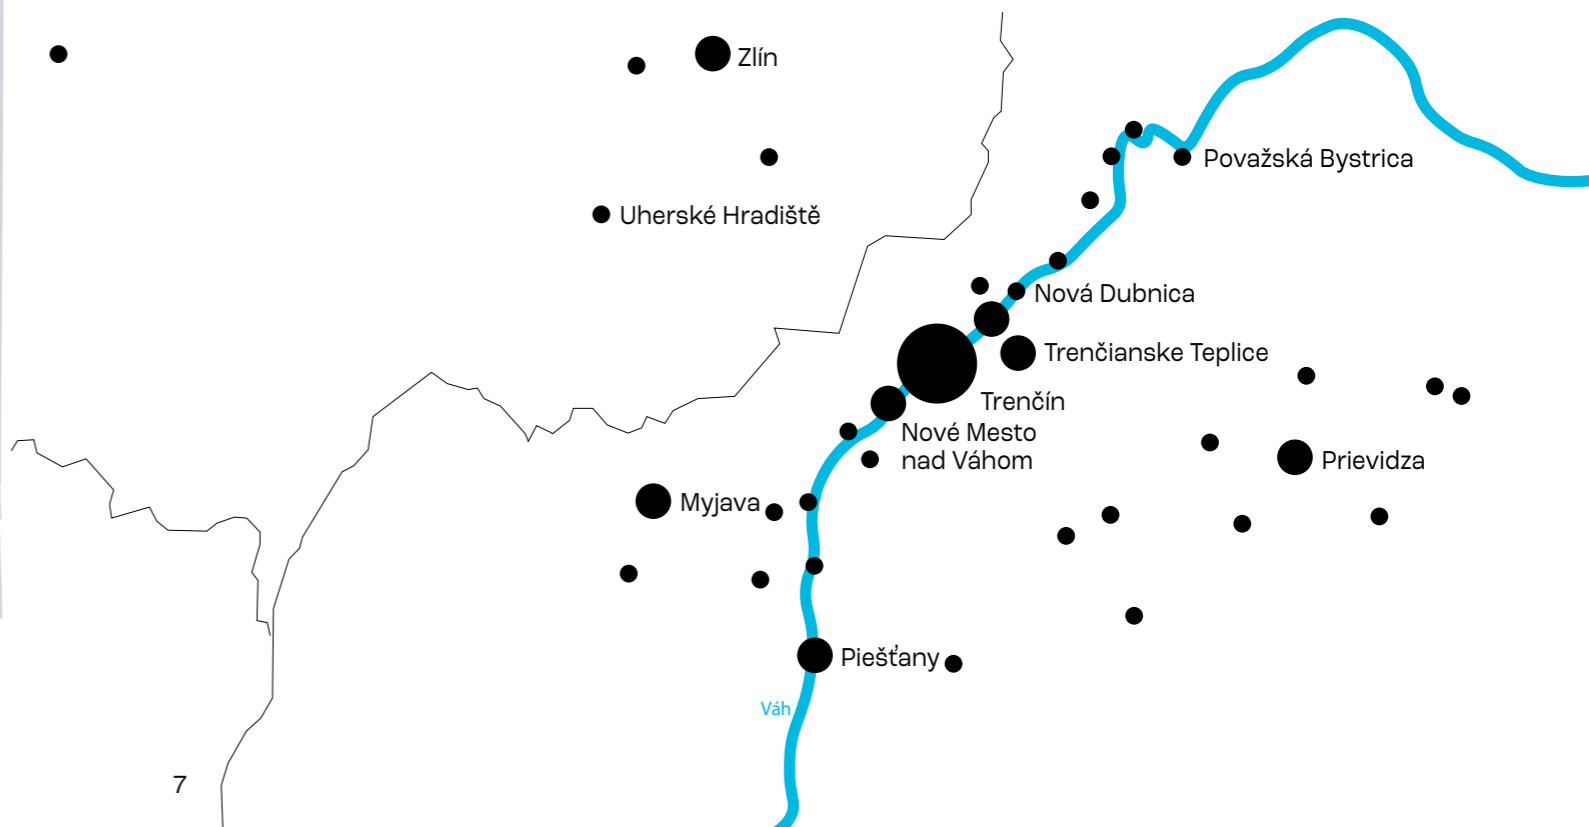 Zlín
Považská Bystrica
Uherské Hradiště
Nová Dubnica
Trenčianske Teplice
Trenčín
Nové Mesto
nad Váhom
Prievidza
Myjava
Piešťany
Váh
7